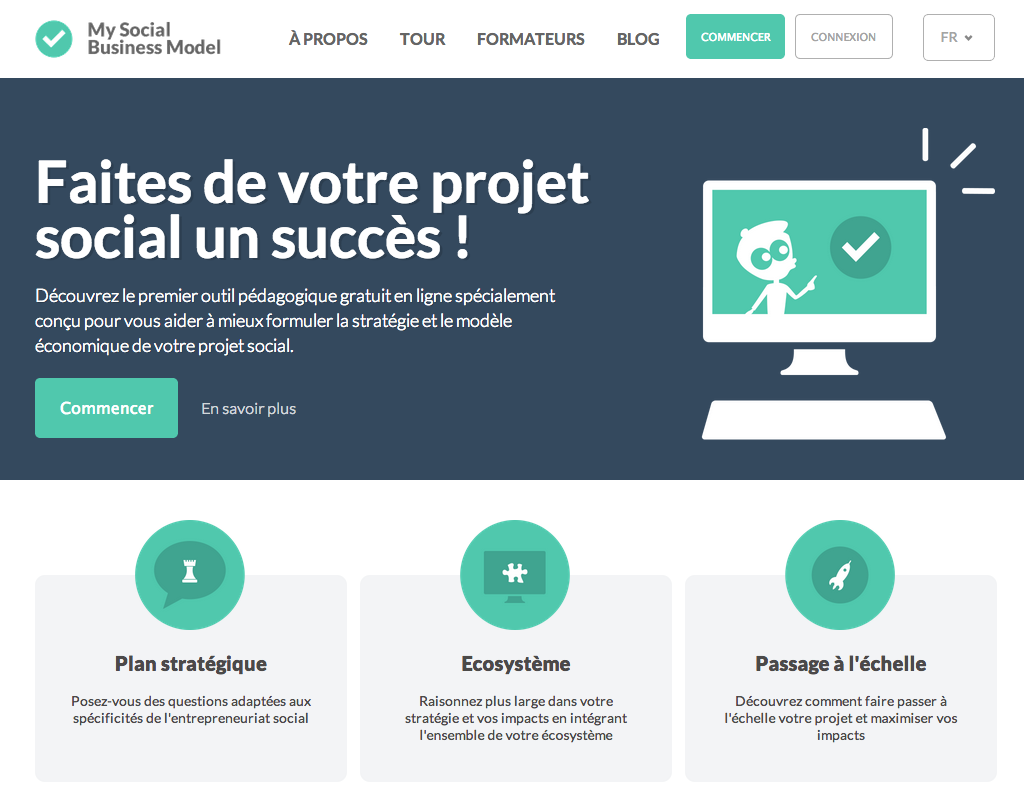 My Social
Business Model
À PROPOS
TOUR
FORMATEURS
BLOG
COMMENCER
CONNEXION
FR
Faites de votre projet
social un succès !
Découvrez le premier outil pédagogique gratuit en ligne spécialement
conçu pour vous aider à mieux formuler la stratégie et le modèle
économique de votre projet social.
Commencer
En savoir plus
Plan stratégique
Posez-vous des questions adaptées aux
spécificités de l'entrepreneuriat social
Ecosystème
Raisonnez plus large dans votre
stratégie et vos impacts en intégrant
l'ensemble de votre écosystème
Passage à l'échelle
Découvrez comment faire passer à
l'échelle votre projet et maximiser vos
impacts